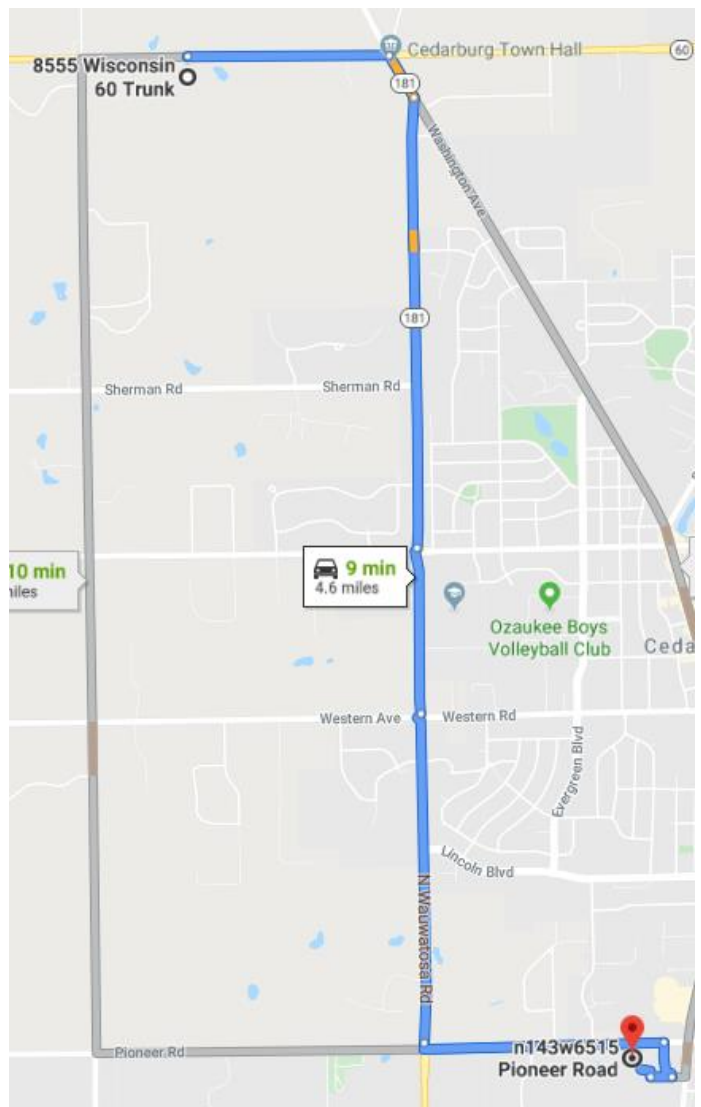 Cedarburg Town Hall
60
8555 Wisconsin
60 Trunk
181
Washington Ave
181
Sherman Rd
Sherman Rd
10 min
niles
9 min
4.6 miles
Ozaukee Boys
Volleyball Club
Ceda
Western Ave
Western Rd
Evergreen Blvd
Lincoln Blvd
N Wauwatosa Rd
n143w6515
Pioneer Road
Pioneer Rd